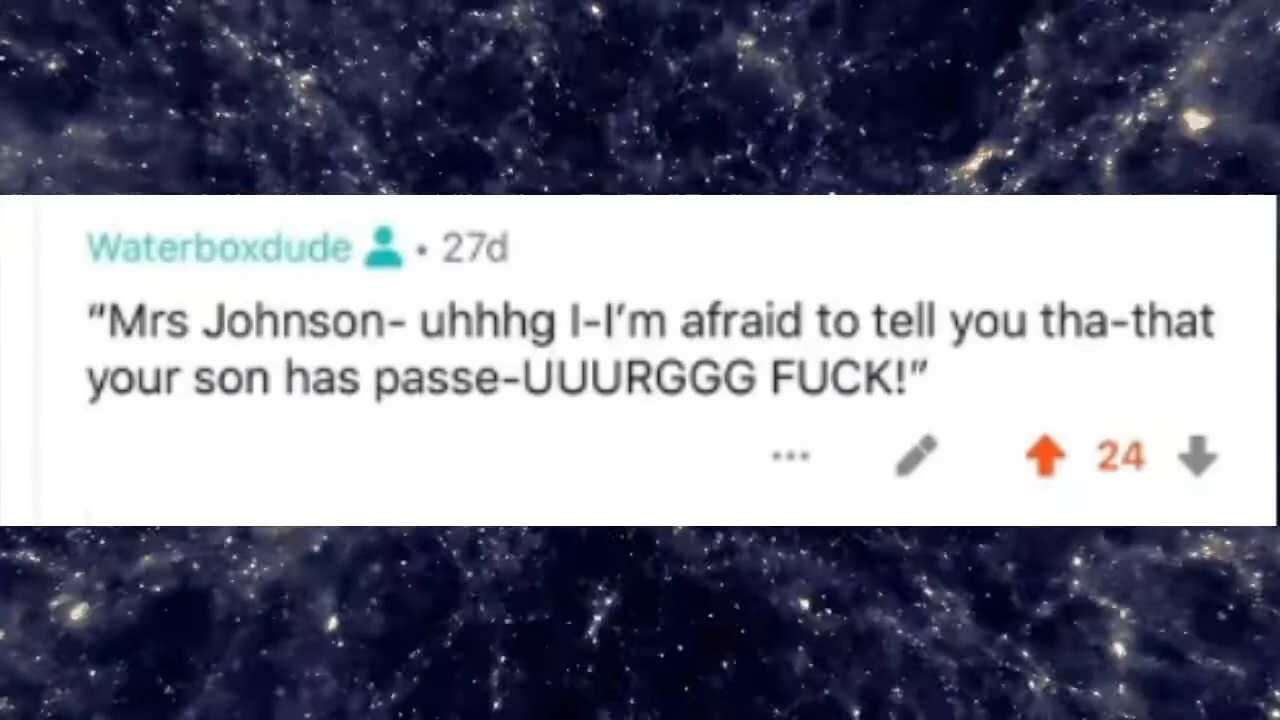 Waterboxdude • 27d
“Mrs Johnson- uhhhg I-I’m afraid to tell you tha-that
your son has passe-UUURGGG FUCK!”
... 24